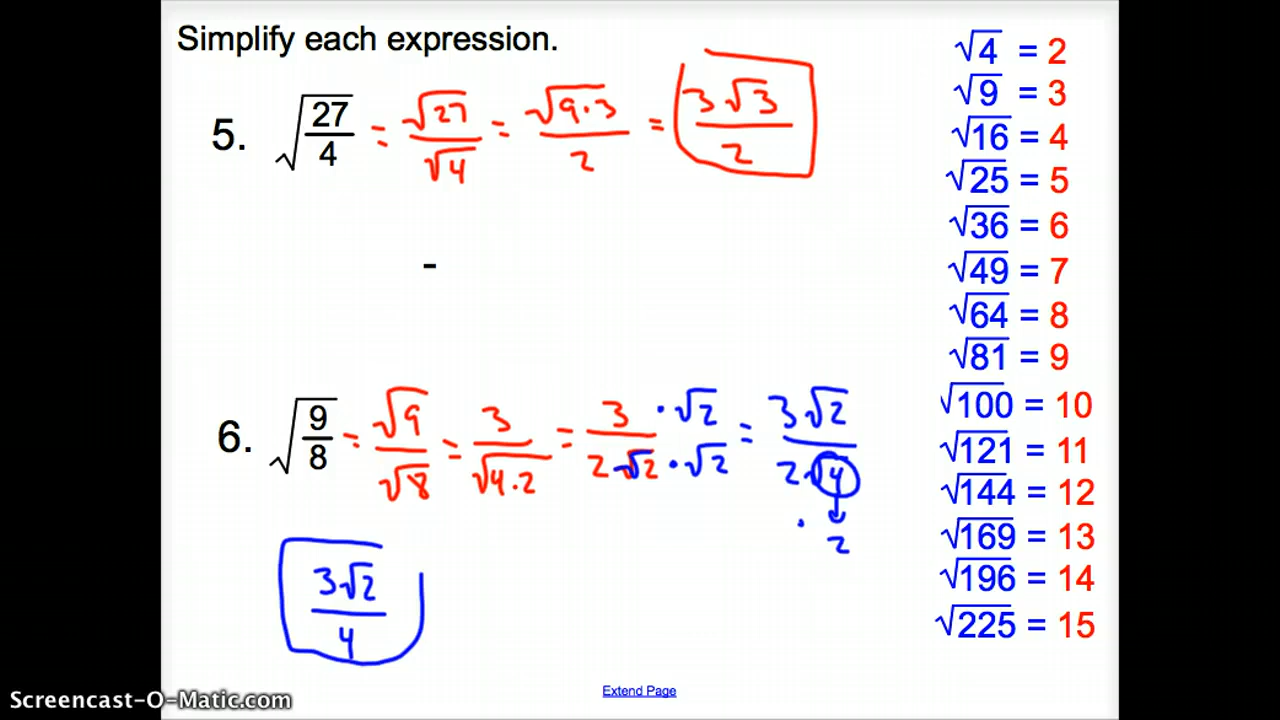 Simplify each expression.
5. √(27/4) = √27/√4 = √(9·3)/2 = 3√3/2
-
6. √(9/8) = √9/√8 = 3/√(4·2) = 3/(2√2) · √2/√2 = 3√2/(2√4)
· 2
3√2/4
√4 = 2
√9 = 3
√16 = 4
√25 = 5
√36 = 6
√49 = 7
√64 = 8
√81 = 9
√100 = 10
√121 = 11
√144 = 12
√169 = 13
√196 = 14
√225 = 15
Extend Page
Screencast-O-Matic.com